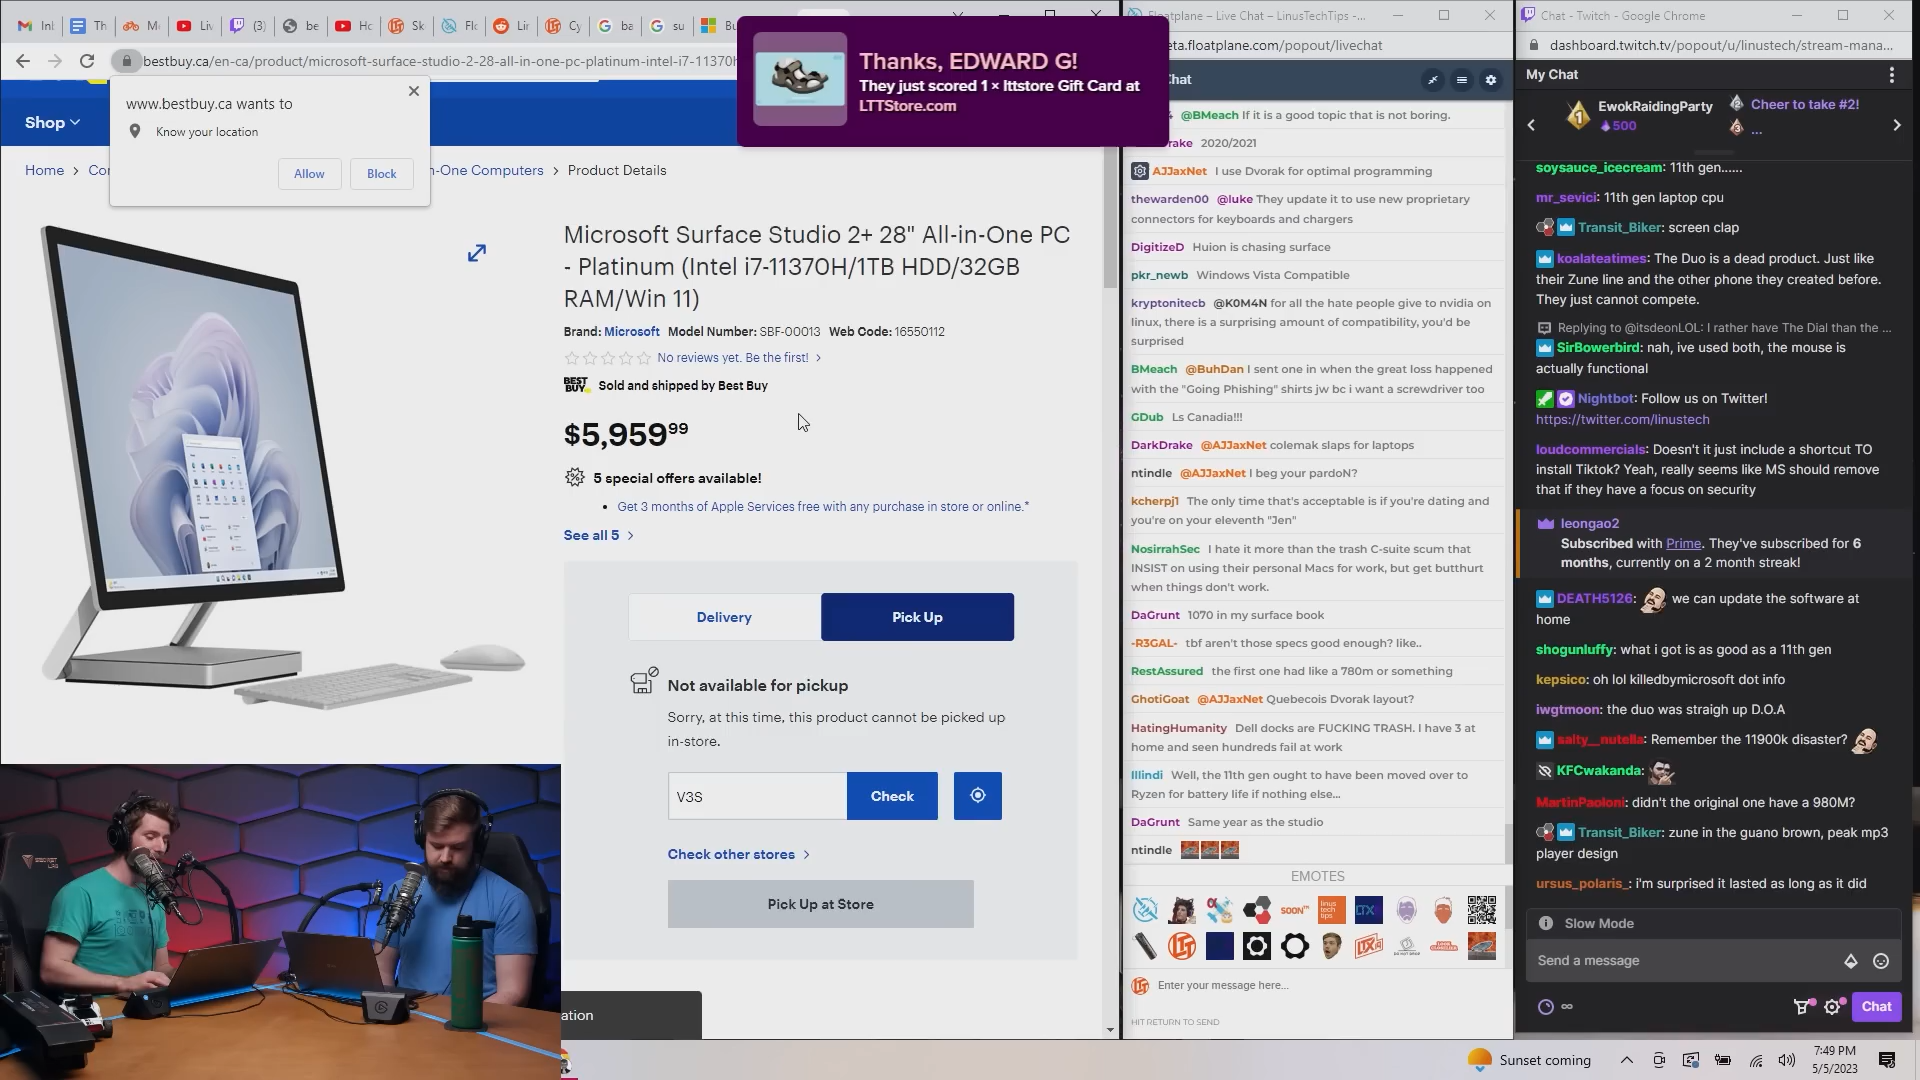 Int
Th
Mo
Liv
(3)
be
Ho
Sk
Flo
Lir
Cy
ba
su
Bu
bestbuy.ca/en-ca/product/microsoft-surface-studio-2-28-all-in-one-pc-platinum-intel-i7-11370h
www.bestbuy.ca wants to
Know your location
Allow
Block
Shop
Home
Cor
n-One Computers
Product Details
Thanks, EDWARD G!
They just scored 1 × lttstore Gift Card at
LTTStore.com
Microsoft Surface Studio 2+ 28" All-in-One PC
- Platinum (Intel i7-11370H/1TB HDD/32GB
RAM/Win 11)
Brand: Microsoft Model Number: SBF-00013 Web Code: 16550112
No reviews yet. Be the first!
BEST BUY Sold and shipped by Best Buy
$5,959.99
5 special offers available!
Get 3 months of Apple Services free with any purchase in store or online.*
See all 5
Delivery
Pick Up
Not available for pickup
Sorry, at this time, this product cannot be picked up
in-store.
V3S
Check
Check other stores
Pick Up at Store
ation
Floatplane – Live Chat – LinusTechTips -...
eta.floatplane.com/popout/livechat
hat
@BMeach If it is a good topic that is not boring.
rake 2020/2021
AJJaxNet I use Dvorak for optimal programming
thewarden00 @luke They update it to use new proprietary
connectors for keyboards and chargers
DigitizeD Huion is chasing surface
pkr_newb Windows Vista Compatible
kryptonitecb @K0M4N for all the hate people give to nvidia on
linux, there is a surprising amount of compatibility, you'd be
surprised
BMeach @BuhDan I sent one in when the great loss happened
with the "Going Phishing" shirts jw bc i want a screwdriver too
GDub Ls Canadia!!!
DarkDrake @AJJaxNet colemak slaps for laptops
ntindle @AJJaxNet I beg your pardoN?
kcherpj1 The only time that's acceptable is if you're dating and
you're on your eleventh "Jen"
NosirrahSec I hate it more than the trash C-suite scum that
INSIST on using their personal Macs for work, but get butthurt
when things don't work.
DaGrunt 1070 in my surface book
-R3GAL- tbf aren't those specs good enough? like..
RestAssured the first one had like a 780m or something
GhotiGoat @AJJaxNet Quebecois Dvorak layout?
HatingHumanity Dell docks are FUCKING TRASH. I have 3 at
home and seen hundreds fail at work
Illindi Well, the 11th gen ought to have been moved over to
Ryzen for battery life if nothing else...
DaGrunt Same year as the studio
ntindle
EMOTES
SOON
linus tech tips
LTX
Enter your message here...
HIT RETURN TO SEND
Chat - Twitch - Google Chrome
dashboard.twitch.tv/popout/u/linustech/stream-mana...
My Chat
1
EwokRaidingParty
500
2
Cheer to take #2!
3
...
soysauce_icecream: 11th gen......
mr_sevici: 11th gen laptop cpu
Transit_Biker: screen clap
koalateatimes: The Duo is a dead product. Just like
their Zune line and the other phone they created before.
They just cannot compete.
Replying to @itsdeonLOL: I rather have The Dial than the ...
SirBowerbird: nah, ive used both, the mouse is
actually functional
Nightbot: Follow us on Twitter!
https://twitter.com/linustech
loudcommercials: Doesn't it just include a shortcut TO
install Tiktok? Yeah, really seems like MS should remove
that if they have a focus on security
leongao2
Subscribed with Prime. They've subscribed for 6
months, currently on a 2 month streak!
DEATH5126: we can update the software at
home
shogunluffy: what i got is as good as a 11th gen
kepsico: oh lol killedbymicrosoft dot info
iwgtmoon: the duo was straigh up D.O.A
salty__nutella: Remember the 11900k disaster?
KFCwakanda:
MartinPaoloni: didn't the original one have a 980M?
Transit_Biker: zune in the guano brown, peak mp3
player design
ursus_polaris_: i'm surprised it lasted as long as it did
Slow Mode
Send a message
Chat
Sunset coming
7:49 PM
5/5/2023